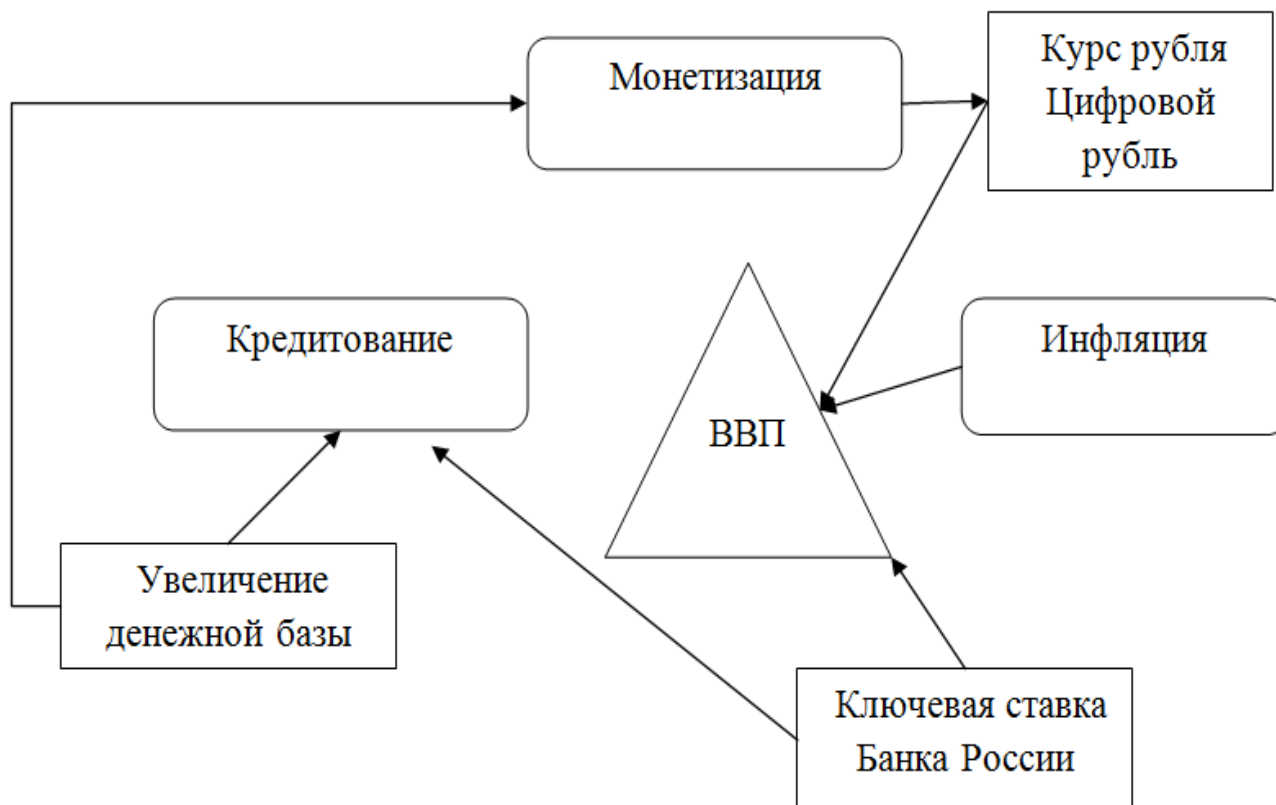 Монетизация
Курс рубля
Цифровой
рубль
Кредитование
Инфляция
ВВП
Увеличение
денежной базы
Ключевая ставка
Банка России